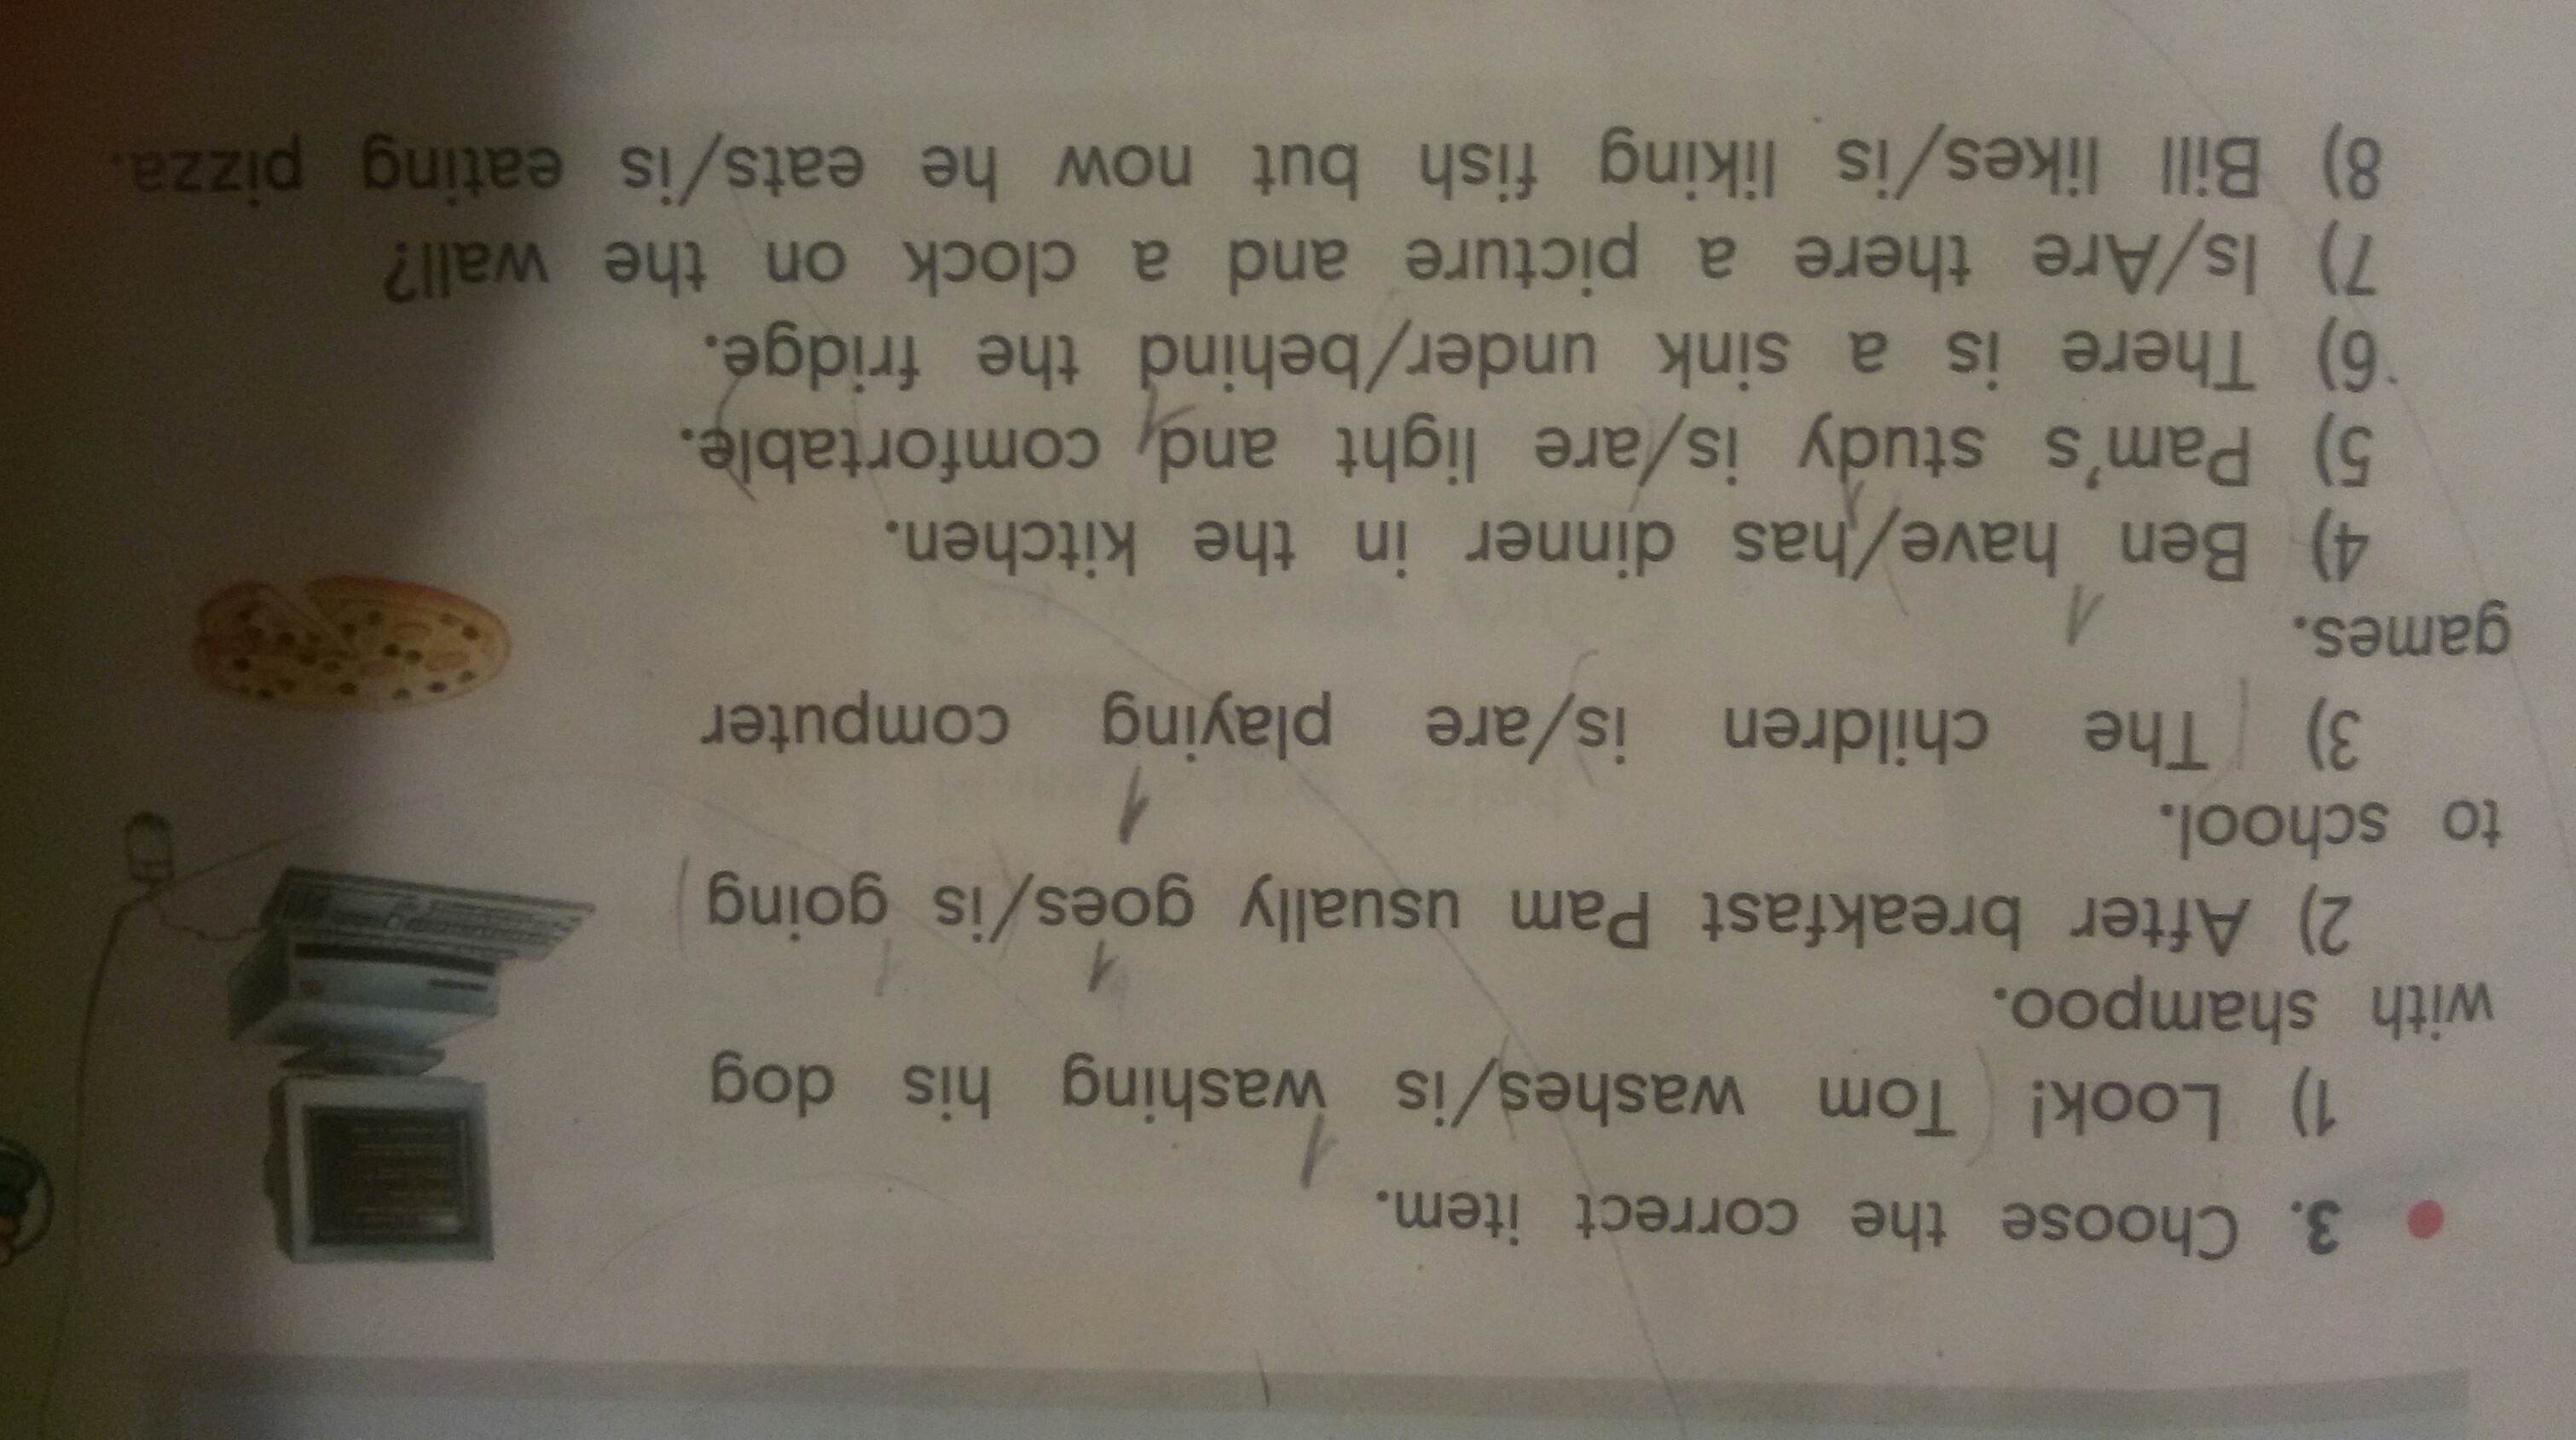 3. Choose the correct item.
1) Look! Tom washes/is washing his dog
with shampoo.
2) After breakfast Pam usually goes/is going
to school.
3) The children is/are playing computer
games.
4) Ben have/has dinner in the kitchen.
5) Pam's study is/are light and comfortable.
6) There is a sink under/behind the fridge.
7) Is/Are there a picture and a clock on the wall?
8) Bill likes/is liking fish but now he eats/is eating pizza.